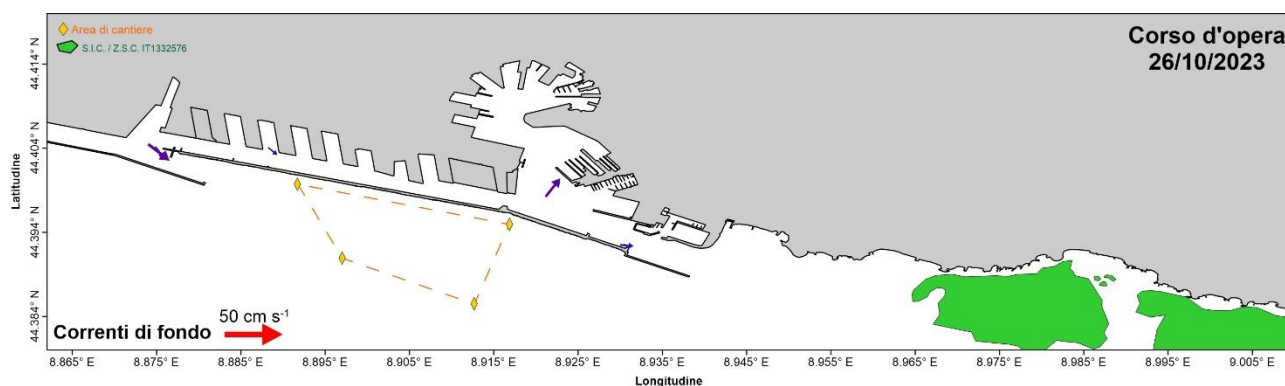 Area di cantiere
S.I.C. / Z.S.C. IT1332576
Corso d'opera
26/10/2023
44.414° N
44.404° N
44.394° N
44.384° N
Latitudine
Correnti di fondo
50 cm s⁻¹
8.865° E 8.875° E 8.885° E 8.895° E 8.905° E 8.915° E 8.925° E 8.935° E 8.945° E 8.955° E 8.965° E 8.975° E 8.985° E 8.995° E 9.005° E
Longitudine